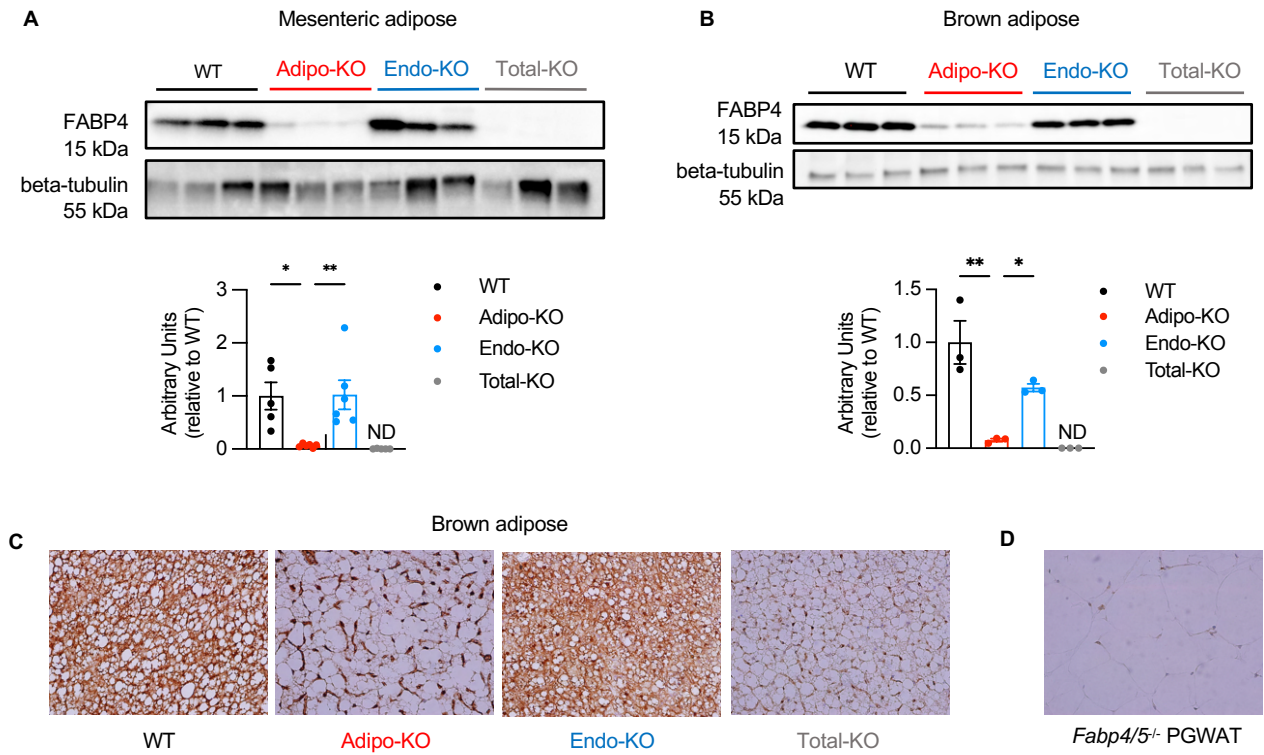 A
Mesenteric adipose
WT Adipo-KO Endo-KO Total-KO
FABP4
15 kDa
beta-tubulin
55 kDa
Arbitrary Units
(relative to WT)
3
2
1
0
* **
ND
WT
Adipo-KO
Endo-KO
Total-KO
B
Brown adipose
WT Adipo-KO Endo-KO Total-KO
FABP4
15 kDa
beta-tubulin
55 kDa
Arbitrary Units
(relative to WT)
1.5
1.0
0.5
0.0
** *
ND
WT
Adipo-KO
Endo-KO
Total-KO
C
Brown adipose
WT Adipo-KO Endo-KO Total-KO
D
Fabp4/5-/- PGWAT